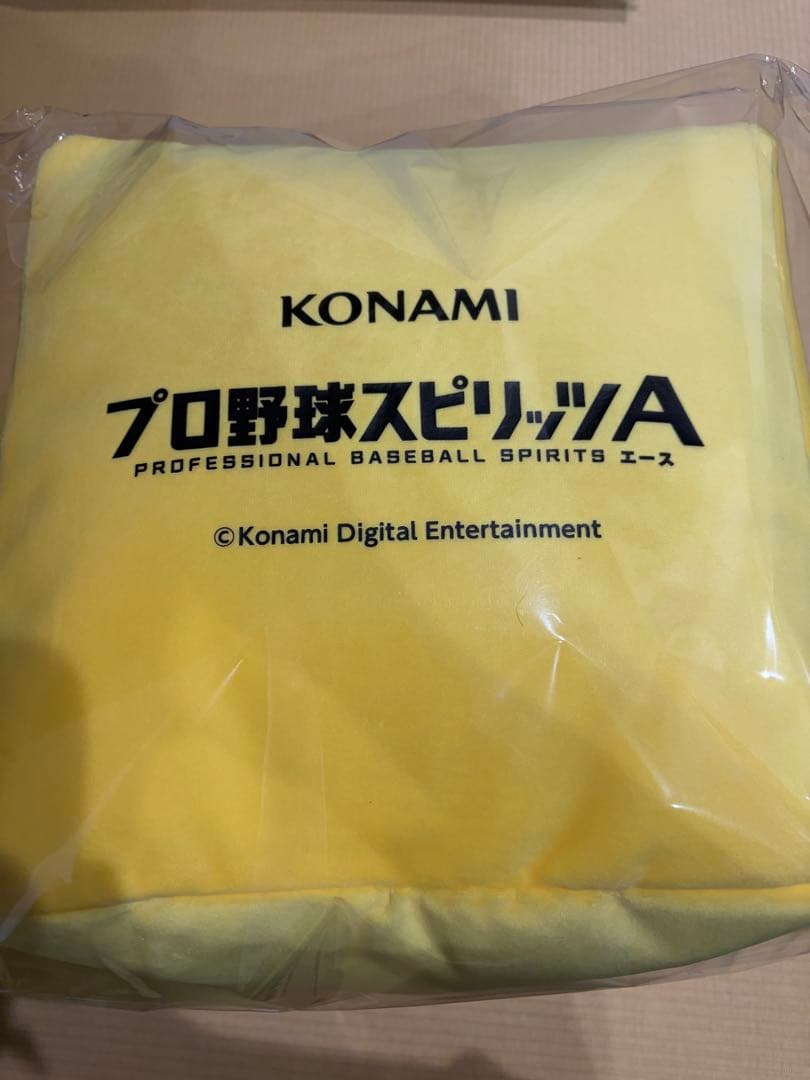 KONAMI
プロ野球スピリッツA
PROFESSIONAL BASEBALL SPIRITS エース
©Konami Digital Entertainment